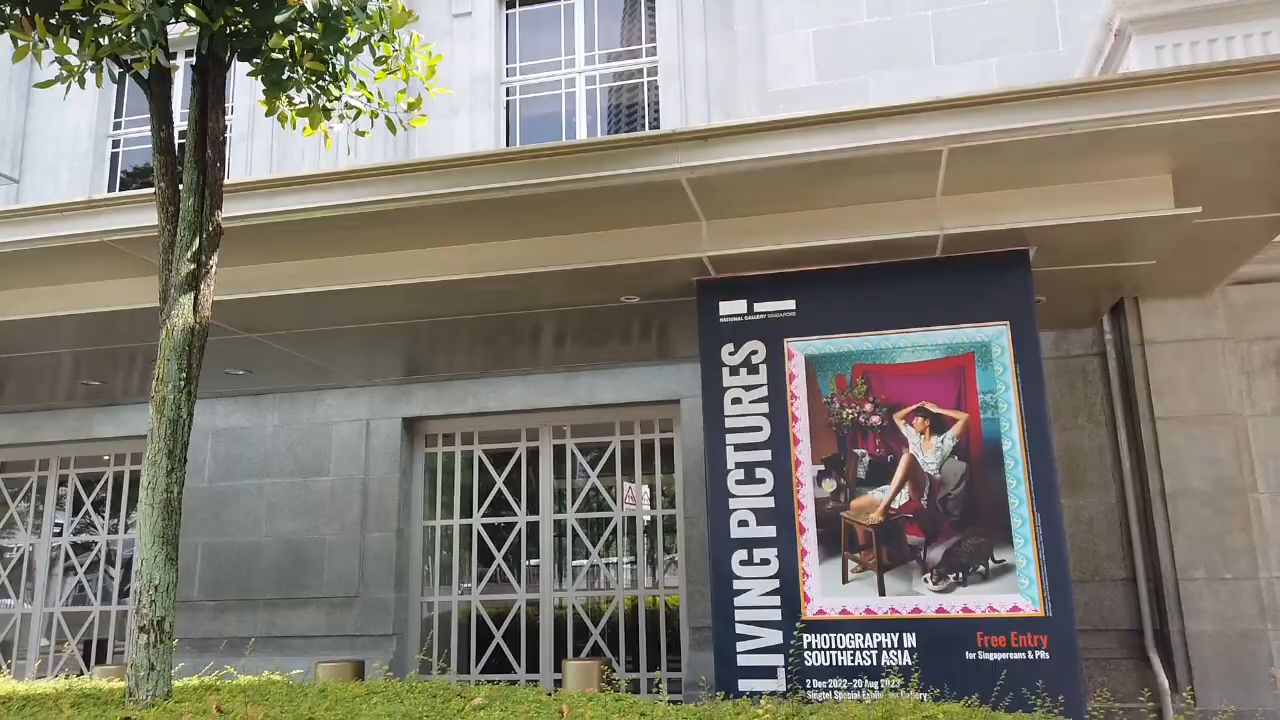 NATIONAL GALLERY SINGAPORE
LIVING PICTURES
PHOTOGRAPHY IN
SOUTHEAST ASIA
Free Entry
for Singaporeans & PRs
2 Dec 2022–20 Aug 2023
Singtel Special Exhibition Gallery